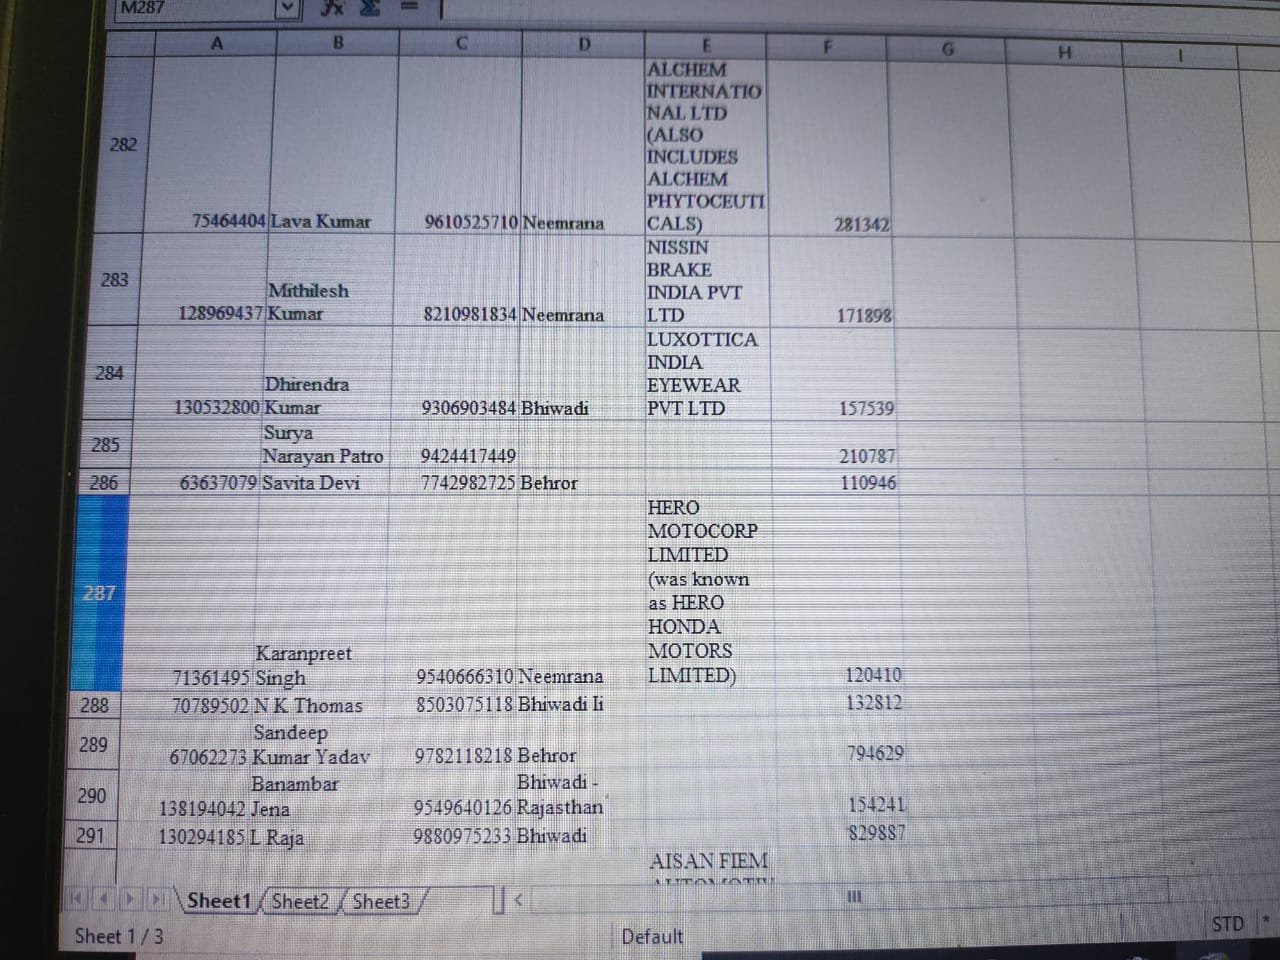 M287
A B C D E F G H I
282 75464404 Lava Kumar 9610525710 Neemrana ALCHEM
INTERNATIO
NAL LTD
(ALSO
INCLUDES
ALCHEM
PHYTOCEUTI
CALS) 281342
283 128969437 Mithilesh
Kumar 8210981834 Neemrana NISSIN
BRAKE
INDIA PVT
LTD 171898
284 130532800 Dhirendra
Kumar 9306903484 Bhiwadi LUXOTTICA
INDIA
EYEWEAR
PVT LTD 157539
285 Surya
Narayan Patro 9424417449 210787
286 63637079 Savita Devi 7742982725 Behror 110946
287 71361495 Karanpreet
Singh 9540666310 Neemrana HERO
MOTOCORP
LIMITED
(was known
as HERO
HONDA
MOTORS
LIMITED) 120410
288 70789502 N K Thomas 8503075118 Bhiwadi Ii 132812
289 67062273 Sandeep
Kumar Yadav 9782118218 Behror 794629
290 138194042 Banambar
Jena 9549640126 Bhiwadi -
Rajasthan 154241
291 130294185 L Raja 9880975233 Bhiwadi 829887
AISAN FIEM
Sheet1 Sheet2 Sheet3
Sheet 1 / 3 Default STD *